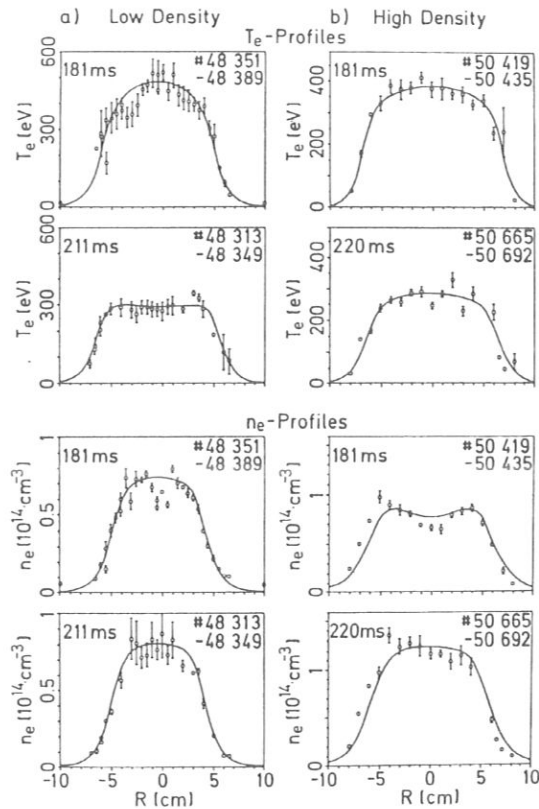 a) Low Density
b) High Density
Te-Profiles
181ms
#48 351
-48 389
600
300
0
Te [eV]
181ms
#50 419
-50 435
400
200
0
Te [eV]
211ms
#48 313
-48 349
600
300
0
Te [eV]
220ms
#50 665
-50 692
400
200
0
Te [eV]
ne-Profiles
181ms
#48 351
-48 389
1
0.5
0
ne [10^14·cm^-3]
181ms
#50 419
-50 435
1
0
ne [10^14·cm^-3]
211ms
#48 313
-48 349
1
0.5
0
ne [10^14·cm^-3]
220ms
#50 665
-50 692
1
0
ne [10^14·cm^-3]
-10 -5 0 5 10
R [cm]
-10 -5 0 5 10
R [cm]